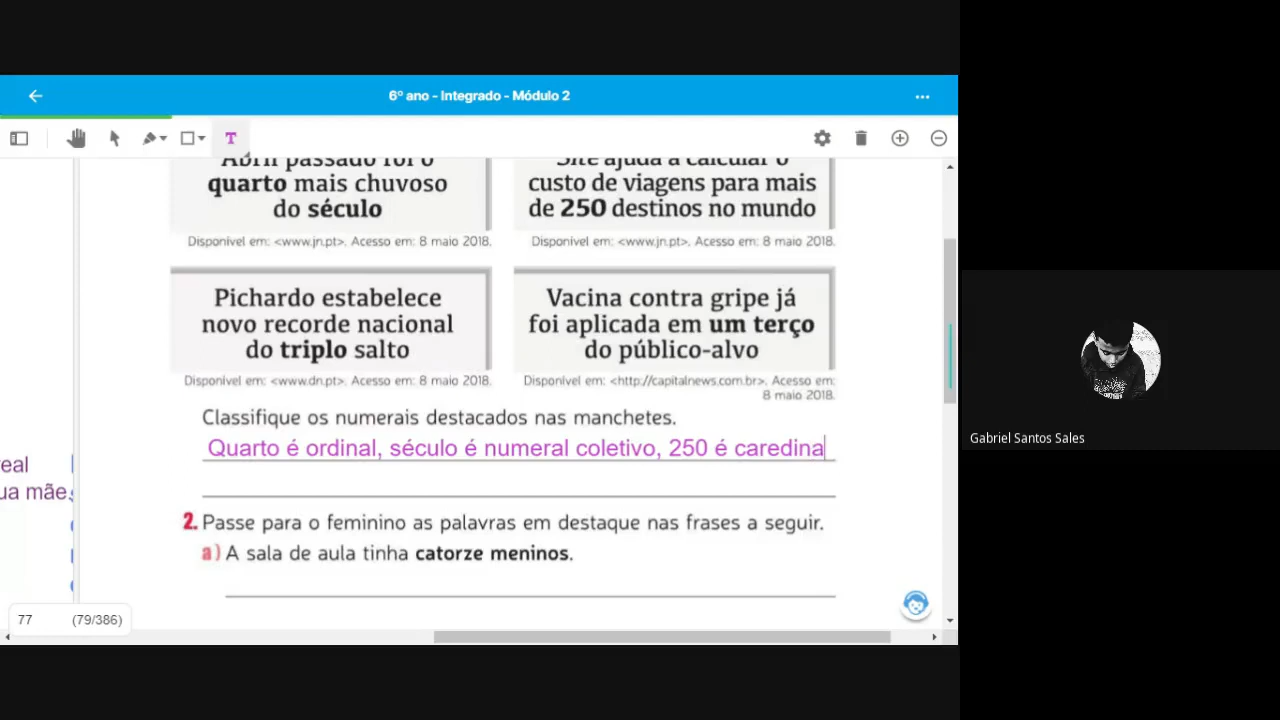 6º ano - Integrado - Módulo 2
T
Abril passado foi o
quarto mais chuvoso
do século
Disponível em: <www.jn.pt>. Acesso em: 8 maio 2018.
Site ajuda a calcular o
custo de viagens para mais
de 250 destinos no mundo
Disponível em: <www.jn.pt>. Acesso em: 8 maio 2018.
Pichardo estabelece
novo recorde nacional
do triplo salto
Disponível em: <www.dn.pt>. Acesso em: 8 maio 2018.
Vacina contra gripe já
foi aplicada em um terço
do público-alvo
Disponível em: <http://capitalnews.com.br>. Acesso em:
8 maio 2018.
Classifique os numerais destacados nas manchetes.
Quarto é ordinal, século é numeral coletivo, 250 é caredina
eal
ua mãe.
2. Passe para o feminino as palavras em destaque nas frases a seguir.
a) A sala de aula tinha catorze meninos.
77 (79/386)
Gabriel Santos Sales